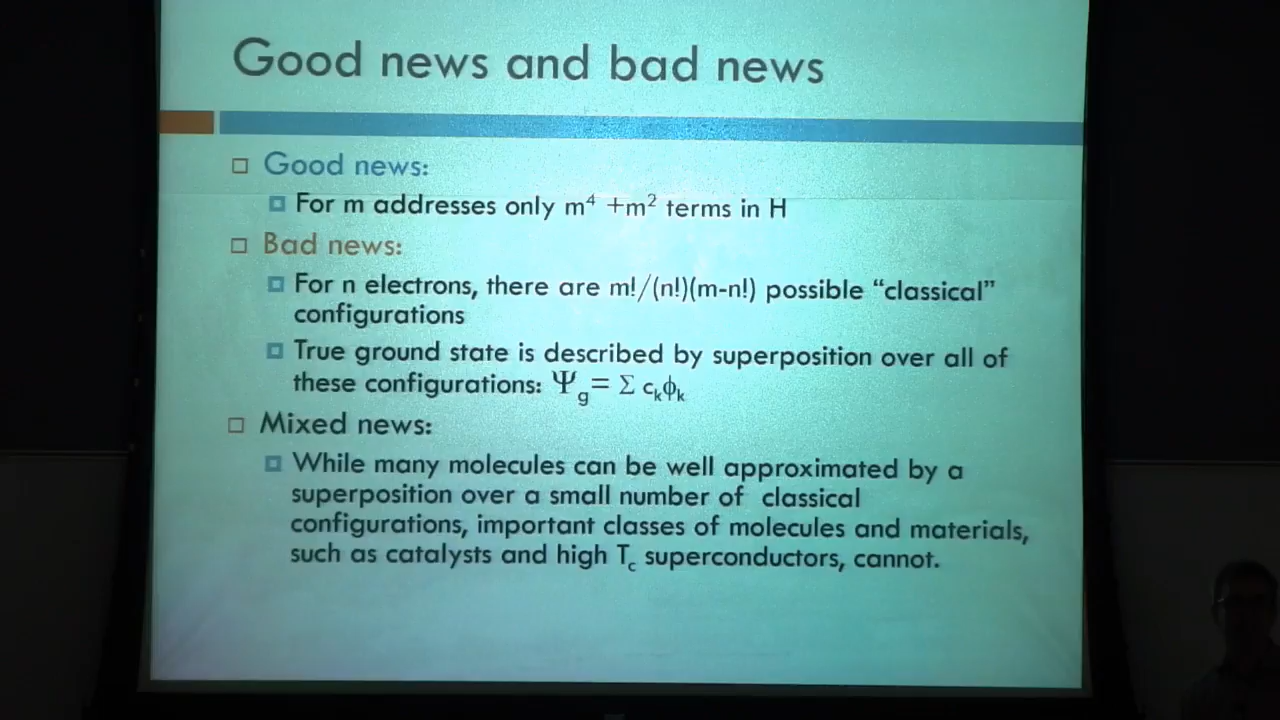 Good news and bad news
Good news:
For m addresses only m⁴ +m² terms in H
Bad news:
For n electrons, there are m!/(n!)(m-n!) possible “classical”
configurations
True ground state is described by superposition over all of
these configurations: Ψg= Σ ckϕk
Mixed news:
While many molecules can be well approximated by a
superposition over a small number of classical
configurations, important classes of molecules and materials,
such as catalysts and high Tc superconductors, cannot.